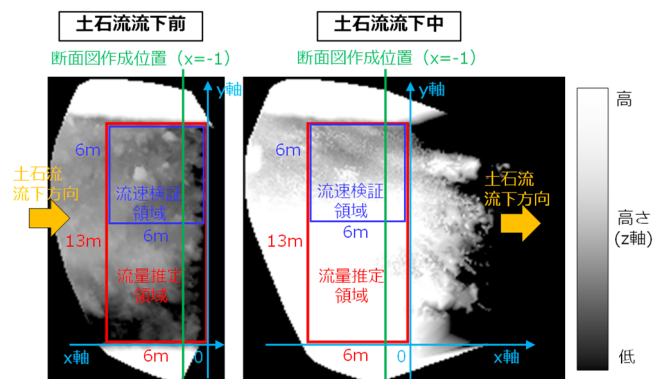 土石流流下前
断面図作成位置（x=-1）
y軸
6m
流速検証
領域
6m
土石流
流下方向
13m
流量推定
領域
x軸
6m
0
土石流流下中
断面図作成位置（x=-1）
y軸
6m
流速検証
領域
6m
13m
流量推定
領域
土石流
流下方向
6m
0
x軸
高
高さ
(z軸)
低